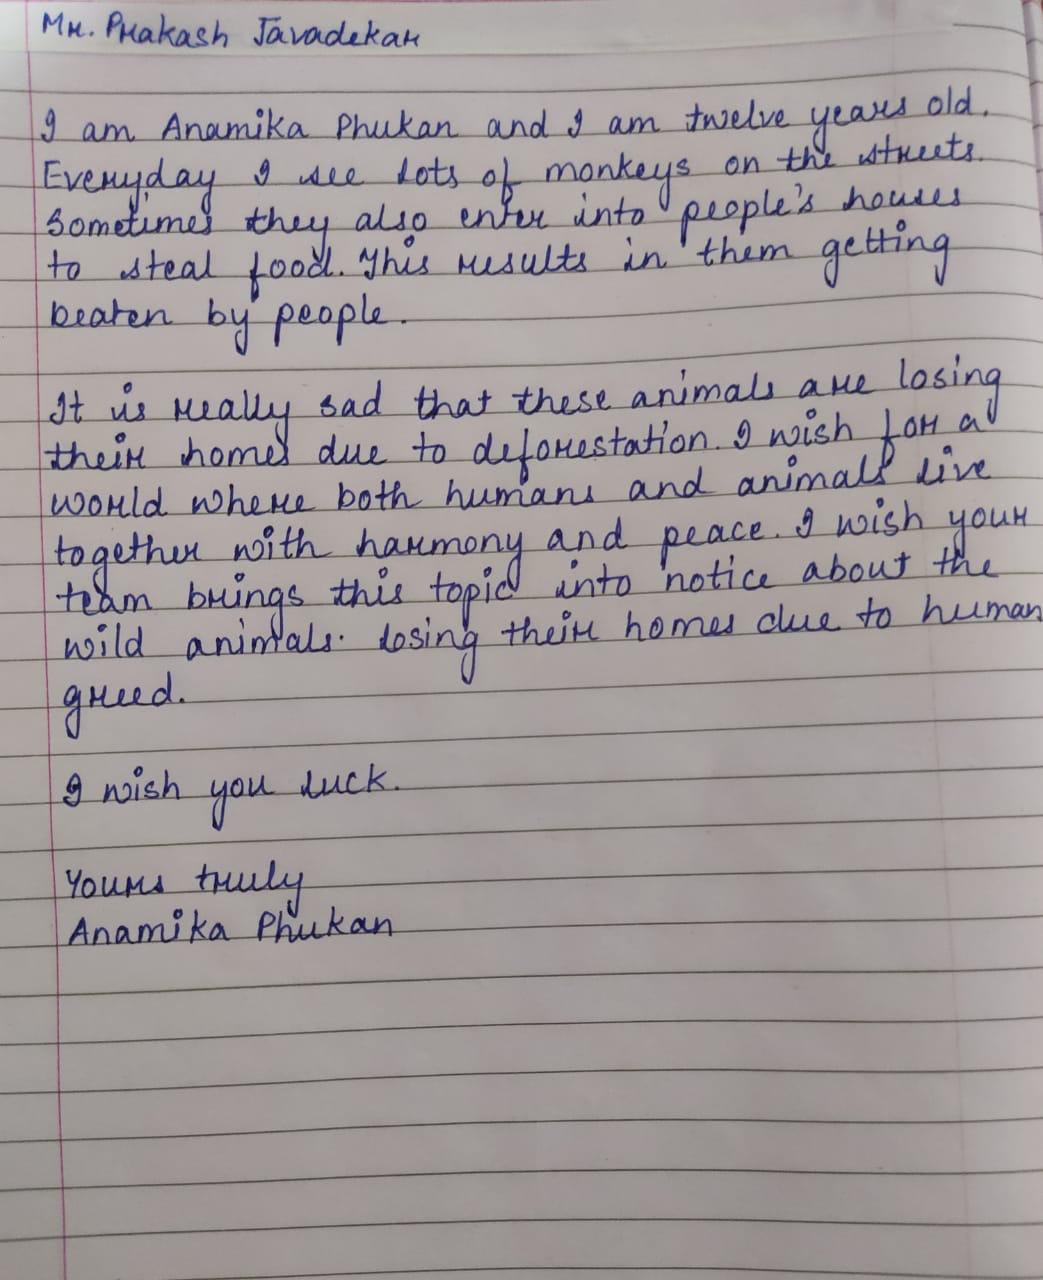 Mr. Prakash Javadekar
I am Anamika Phukan and I am twelve years old.
Everyday I see lots of monkeys on the streets.
Sometimes they also enter into people's houses
to steal food. This results in them getting
beaten by people.
It is really sad that these animals are losing
their homes due to deforestation. I wish for a
world where both humans and animals live
together with harmony and peace. I wish your
team brings this topic into notice about the
wild animals. losing their homes due to human
greed.
I wish you luck.
Yours truly
Anamika Phukan